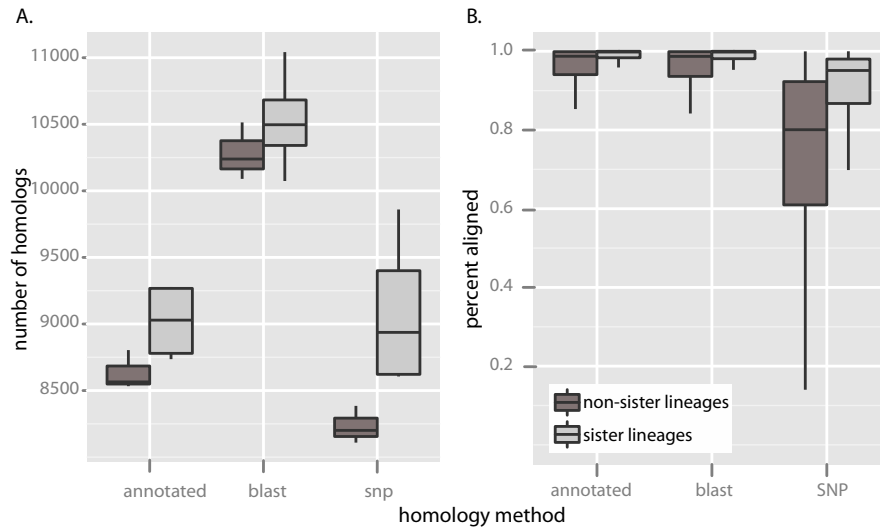 A.
number of homologs
11000
10500
10000
9500
9000
8500
annotated
blast
snp
B.
percent aligned
1.0
0.8
0.6
0.4
0.2
non-sister lineages
sister lineages
annotated
blast
SNP
homology method